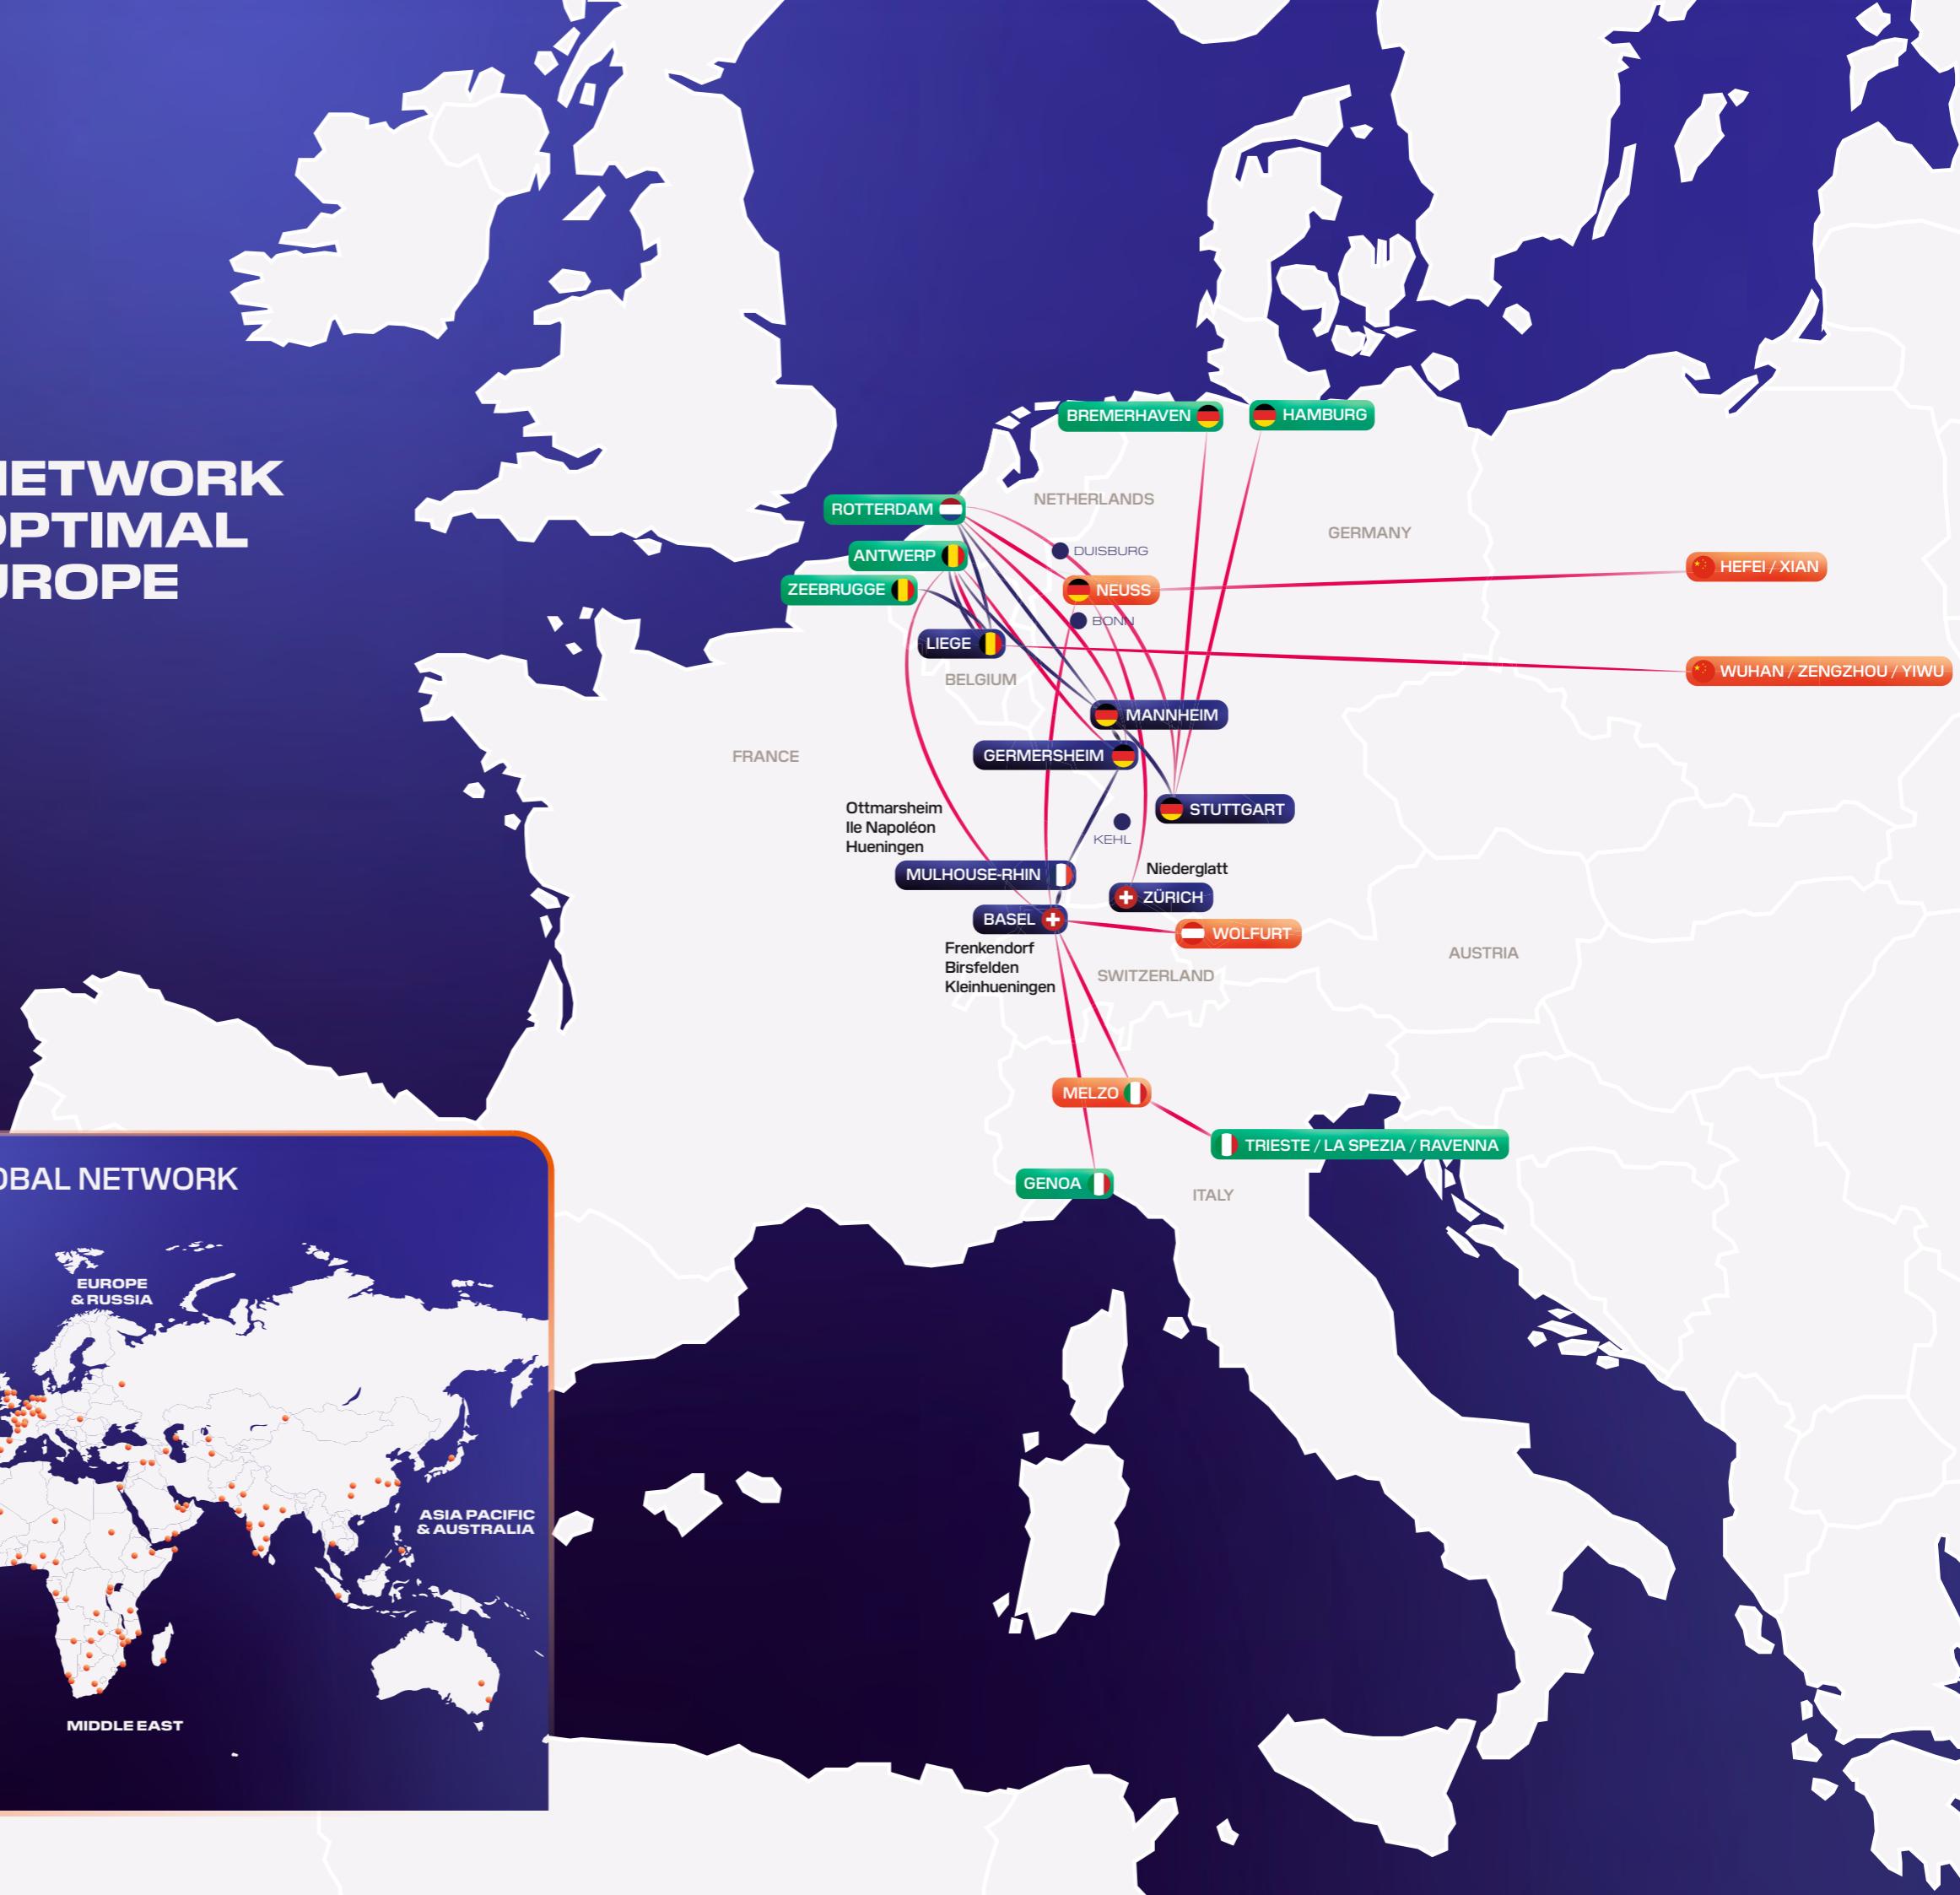 NETWORK
OPTIMAL
UROPE
BREMERHAVEN
HAMBURG
NETHERLANDS
ROTTERDAM
GERMANY
ANTWERP
DUISBURG
HEFEI / XIAN
ZEEBRUGGE
NEUSS
BONN
LIEGE
WUHAN / ZENGZHOU / YIWU
BELGIUM
MANNHEIM
FRANCE
GERMERSHEIM
Ottmarsheim
Ile Napoléon
Hueningen
STUTTGART
KEHL
MULHOUSE-RHIN
Niederglatt
ZÜRICH
BASEL
WOLFURT
Frenkendorf
Birsfelden
Kleinhueningen
SWITZERLAND
AUSTRIA
MELZO
TRIESTE / LA SPEZIA / RAVENNA
GENOA
ITALY
OBAL NETWORK
EUROPE
& RUSSIA
ASIA PACIFIC
& AUSTRALIA
MIDDLE EAST